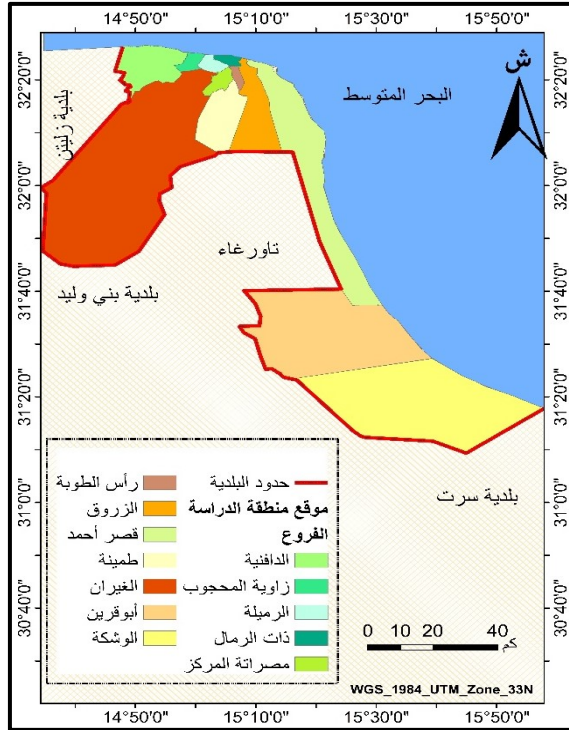 14°50'0" 15°10'0" 15°30'0" 15°50'0"
32°20'0"
32°0'0"
31°40'0"
31°20'0"
31°0'0"
30°40'0"
32°20'0"
32°0'0"
31°40'0"
31°20'0"
31°0'0"
30°40'0"
ش
البحر المتوسط
بلدية زليتن
تاورغاء
بلدية بني وليد
بلدية سرت
حدود البلدية
موقع منطقة الدراسة
الفروع
الدافنية
زاوية المحجوب
الرميلة
ذات الرمال
مصراتة المركز
رأس الطوبة
الزروق
قصر أحمد
طمينة
الغيران
أبوقرين
الوشكة
0 10 20 40
كم
WGS_1984_UTM_Zone_33N
14°50'0" 15°10'0" 15°30'0" 15°50'0"